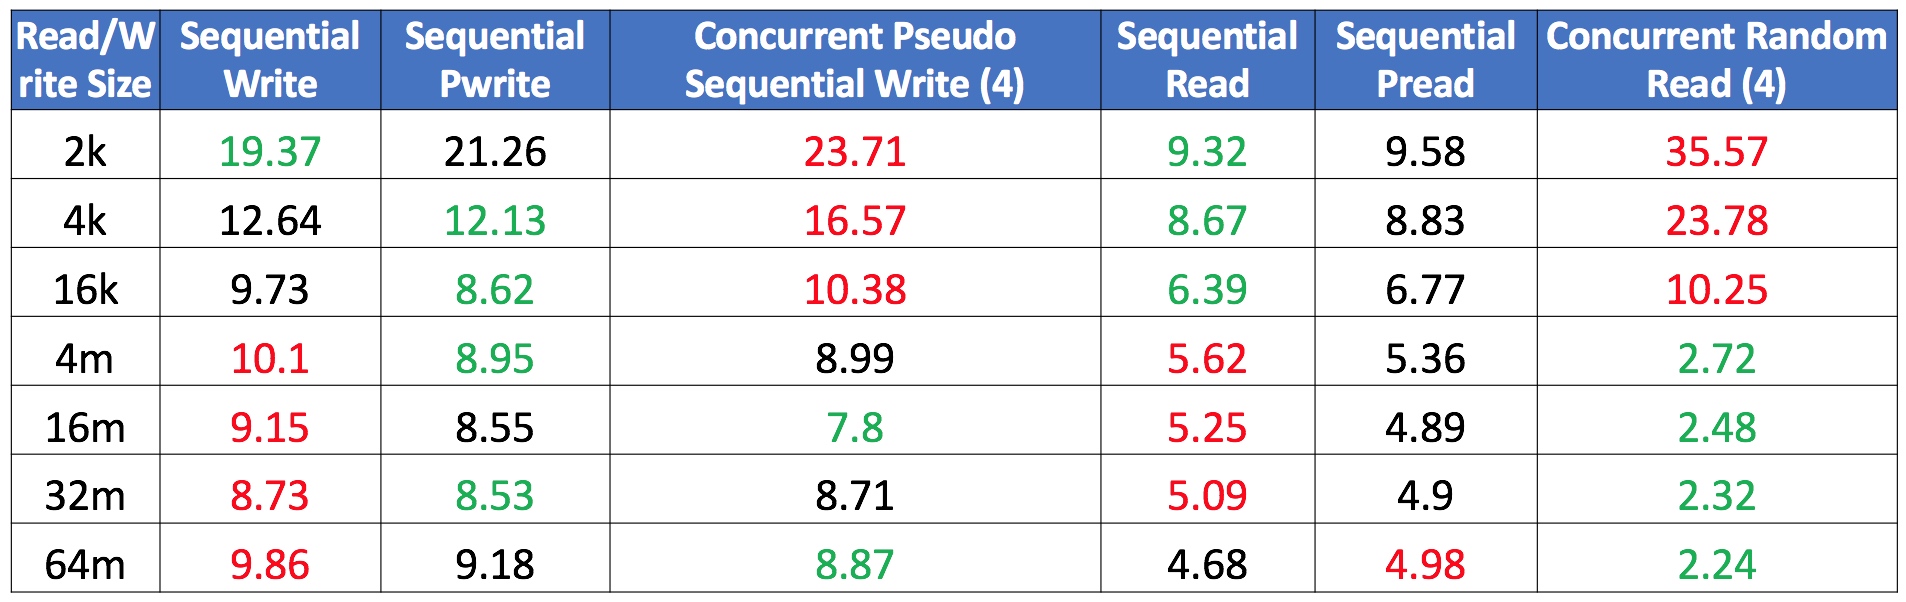 Read/W Sequential Sequential Concurrent Pseudo Sequential Sequential Concurrent Random
rite Size Write Pwrite Sequential Write (4) Read Pread Read (4)
2k 19.37 21.26 23.71 9.32 9.58 35.57
4k 12.64 12.13 16.57 8.67 8.83 23.78
16k 9.73 8.62 10.38 6.39 6.77 10.25
4m 10.1 8.95 8.99 5.62 5.36 2.72
16m 9.15 8.55 7.8 5.25 4.89 2.48
32m 8.73 8.53 8.71 5.09 4.9 2.32
64m 9.86 9.18 8.87 4.68 4.98 2.24